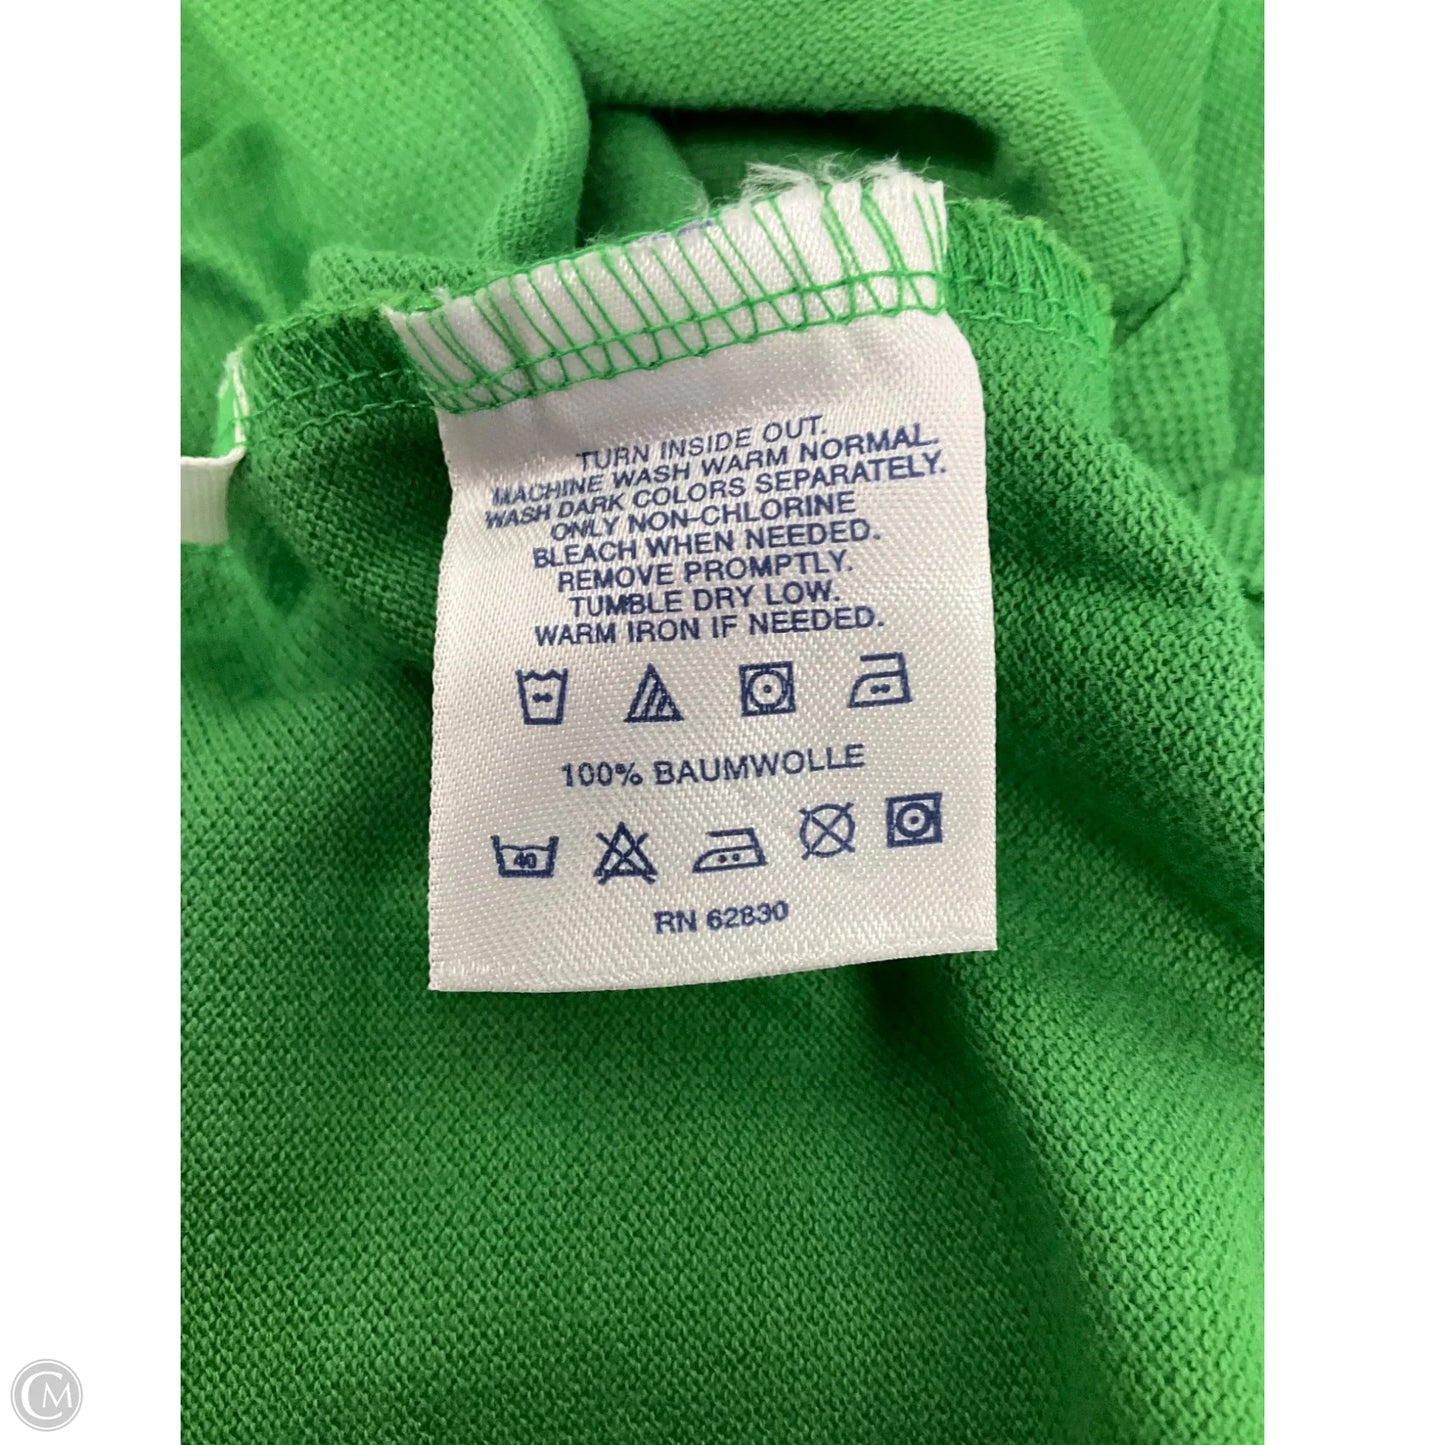 TURN INSIDE OUT.
MACHINE WASH WARM NORMAL.
WASH DARK COLORS SEPARATELY.
ONLY NON-CHLORINE
BLEACH WHEN NEEDED.
REMOVE PROMPTLY.
TUMBLE DRY LOW.
WARM IRON IF NEEDED.
100% BAUMWOLLE
40
RN 62830
CM